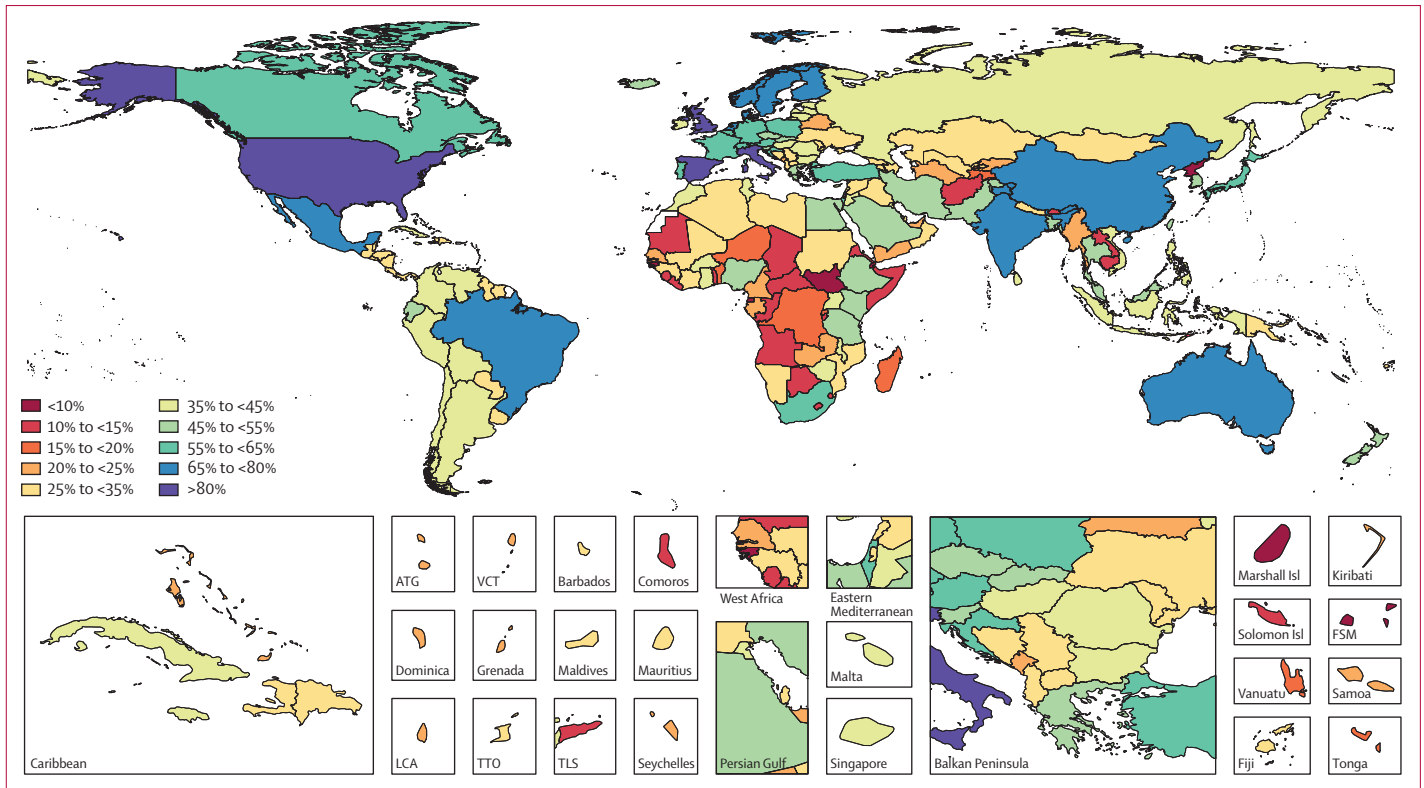 <10%
10% to <15%
15% to <20%
20% to <25%
25% to <35%
35% to <45%
45% to <55%
55% to <65%
65% to <80%
>80%
Caribbean
ATG
VCT
Barbados
Comoros
Dominica
Grenada
Maldives
Mauritius
LCA
TTO
TLS
Seychelles
West Africa
Eastern
Mediterranean
Persian Gulf
Malta
Singapore
Balkan Peninsula
Marshall Isl
Kiribati
Solomon Isl
FSM
Vanuatu
Samoa
Fiji
Tonga